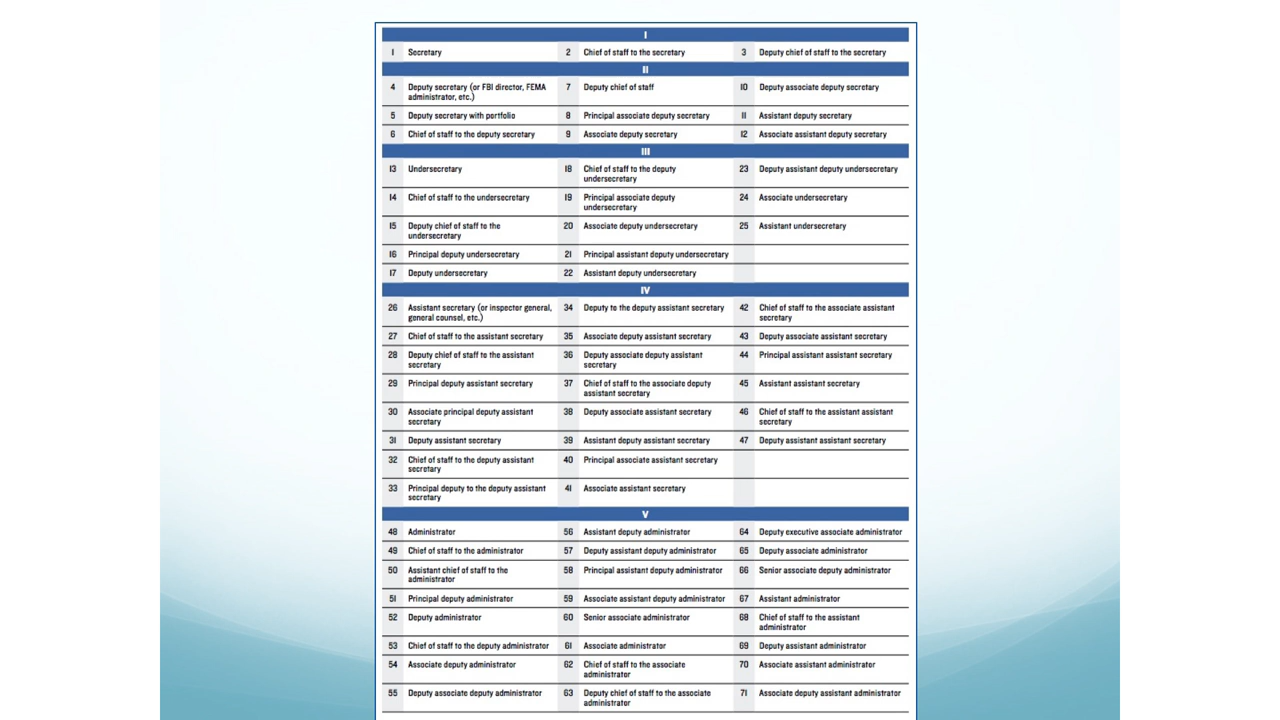 I
1 Secretary
2 Chief of staff to the secretary
3 Deputy chief of staff to the secretary
II
4 Deputy secretary (or FBI director, FEMA
administrator, etc.)
7 Deputy chief of staff
10 Deputy associate deputy secretary
5 Deputy secretary with portfolio
8 Principal associate deputy secretary
11 Assistant deputy secretary
6 Chief of staff to the deputy secretary
9 Associate deputy secretary
12 Associate assistant deputy secretary
III
13 Undersecretary
18 Chief of staff to the deputy
undersecretary
23 Deputy assistant deputy undersecretary
14 Chief of staff to the undersecretary
19 Principal associate deputy
undersecretary
24 Associate undersecretary
15 Deputy chief of staff to the
undersecretary
20 Associate deputy undersecretary
25 Assistant undersecretary
16 Principal deputy undersecretary
21 Principal assistant deputy undersecretary
17 Deputy undersecretary
22 Assistant deputy undersecretary
IV
26 Assistant secretary (or inspector general,
general counsel, etc.)
34 Deputy to the deputy assistant secretary
42 Chief of staff to the associate assistant
secretary
27 Chief of staff to the assistant secretary
35 Associate deputy assistant secretary
43 Deputy associate assistant secretary
28 Deputy chief of staff to the assistant
secretary
36 Deputy associate deputy assistant
secretary
44 Principal assistant assistant secretary
29 Principal deputy assistant secretary
37 Chief of staff to the associate deputy
assistant secretary
45 Assistant assistant secretary
30 Associate principal deputy assistant
secretary
38 Deputy associate assistant secretary
46 Chief of staff to the assistant assistant
secretary
31 Deputy assistant secretary
39 Assistant deputy assistant secretary
47 Deputy assistant assistant secretary
32 Chief of staff to the deputy assistant
secretary
40 Principal associate assistant secretary
33 Principal deputy to the deputy assistant
secretary
41 Associate assistant secretary
V
48 Administrator
56 Assistant deputy administrator
64 Deputy executive associate administrator
49 Chief of staff to the administrator
57 Deputy assistant deputy administrator
65 Deputy associate administrator
50 Assistant chief of staff to the
administrator
58 Principal assistant deputy administrator
66 Senior associate deputy administrator
51 Principal deputy administrator
59 Associate assistant deputy administrator
67 Assistant administrator
52 Deputy administrator
60 Senior associate administrator
68 Chief of staff to the assistant
administrator
53 Chief of staff to the deputy administrator
61 Associate administrator
69 Deputy assistant administrator
54 Associate deputy administrator
62 Chief of staff to the associate
administrator
70 Associate assistant administrator
55 Deputy associate deputy administrator
63 Deputy chief of staff to the associate
administrator
71 Associate deputy assistant administrator